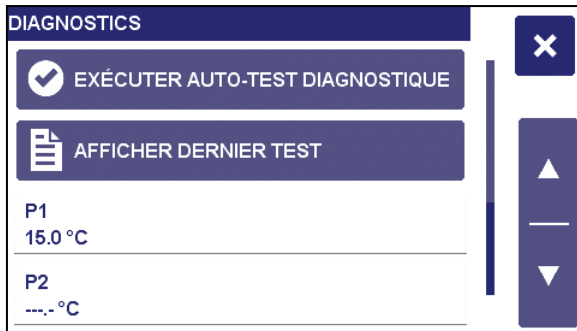 DIAGNOSTICS
EXÉCUTER AUTO-TEST DIAGNOSTIQUE
AFFICHER DERNIER TEST
P1
15.0 °C
P2
---.- °C